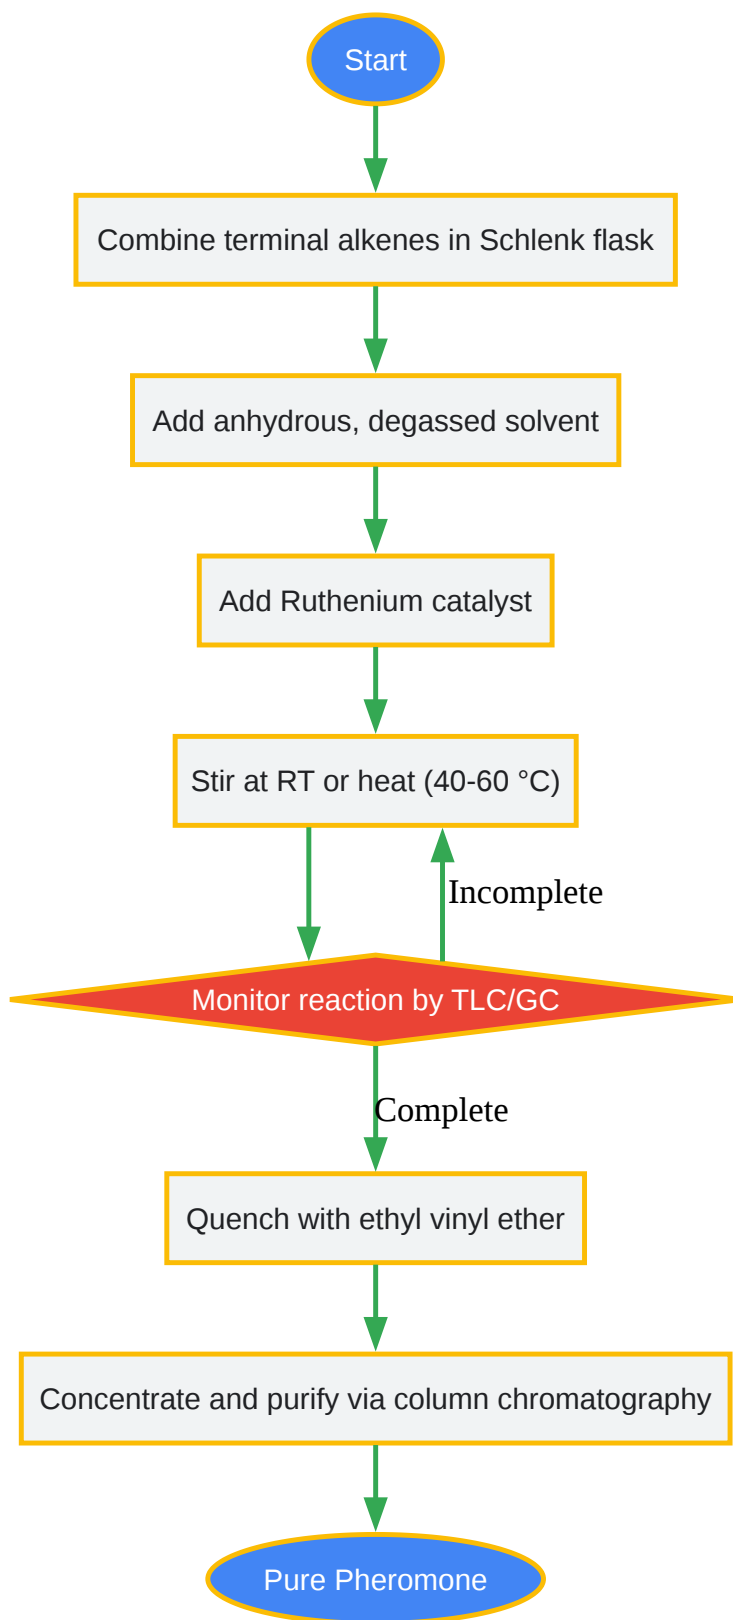 Start
Combine terminal alkenes in Schlenk flask
Add anhydrous, degassed solvent
Add Ruthenium catalyst
Stir at RT or heat (40-60 °C)
Incomplete
Monitor reaction by TLC/GC
Complete
Quench with ethyl vinyl ether
Concentrate and purify via column chromatography
Pure Pheromone